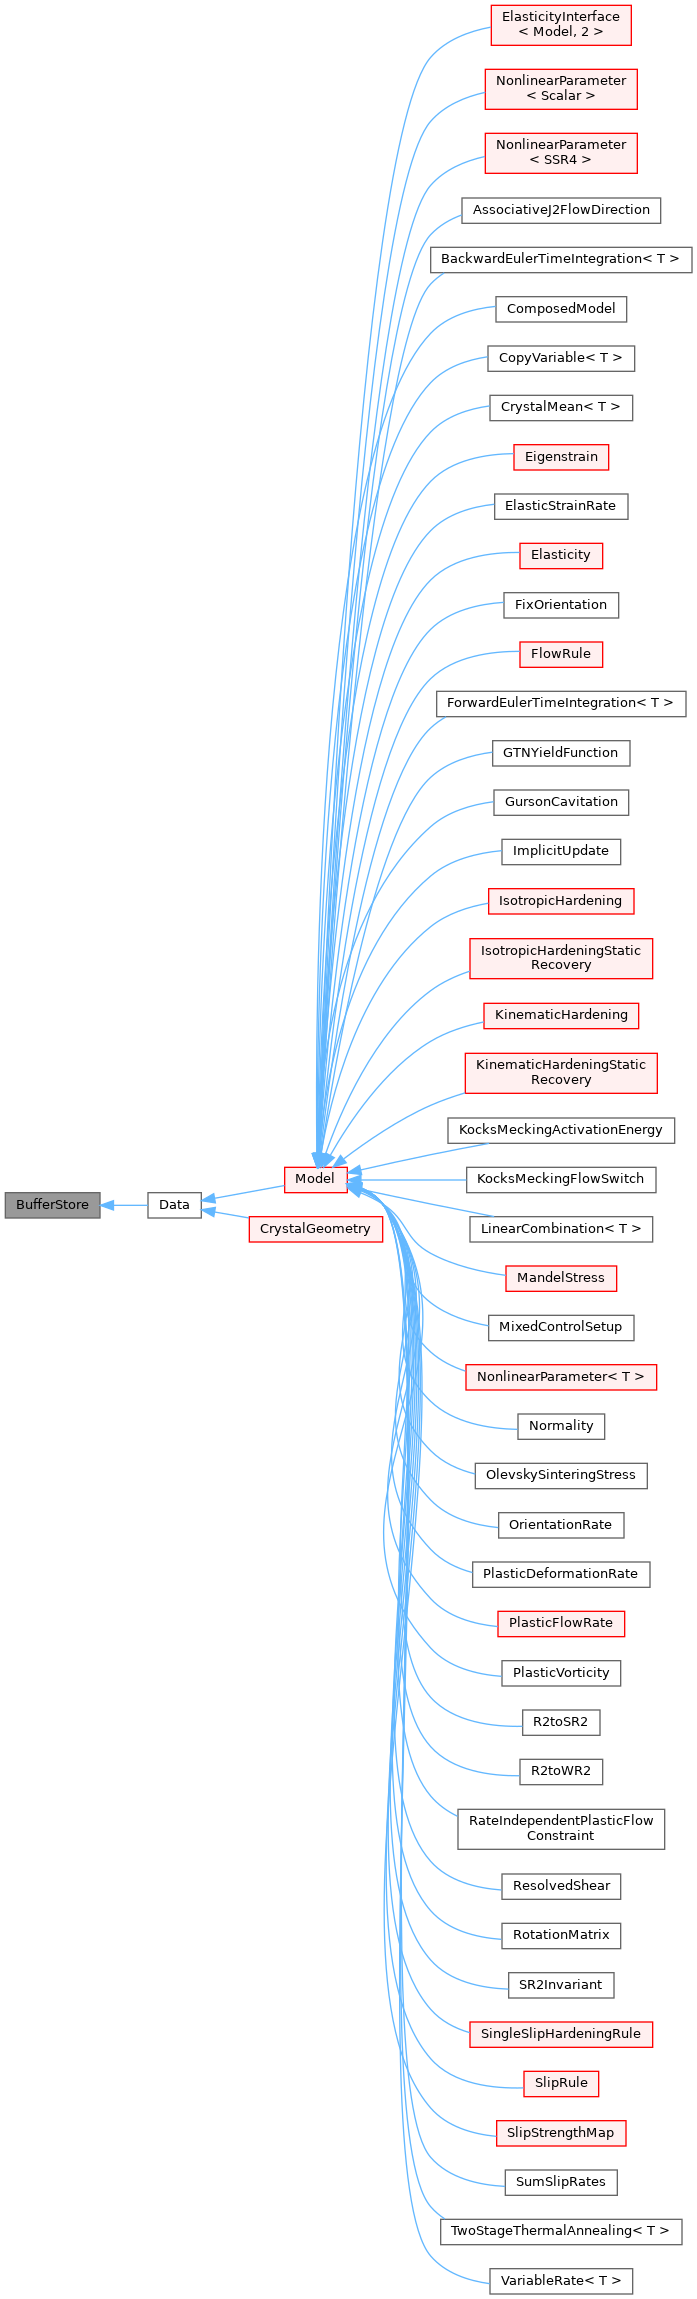 ElasticityInterface
< Model, 2 >
NonlinearParameter
< Scalar >
NonlinearParameter
< SSR4 >
AssociativeJ2FlowDirection
BackwardEulerTimeIntegration< T >
ComposedModel
CopyVariable< T >
CrystalMean< T >
Eigenstrain
ElasticStrainRate
Elasticity
FixOrientation
FlowRule
ForwardEulerTimeIntegration< T >
GTNYieldFunction
GursonCavitation
ImplicitUpdate
IsotropicHardening
IsotropicHardeningStatic
Recovery
KinematicHardening
KinematicHardeningStatic
Recovery
KocksMeckingActivationEnergy
Model
KocksMeckingFlowSwitch
BufferStore
Data
CrystalGeometry
LinearCombination< T >
MandelStress
MixedControlSetup
NonlinearParameter< T >
Normality
OlevskySinteringStress
OrientationRate
PlasticDeformationRate
PlasticFlowRate
PlasticVorticity
R2toSR2
R2toWR2
RateIndependentPlasticFlow
Constraint
ResolvedShear
RotationMatrix
SR2Invariant
SingleSlipHardeningRule
SlipRule
SlipStrengthMap
SumSlipRates
TwoStageThermalAnnealing< T >
VariableRate< T >